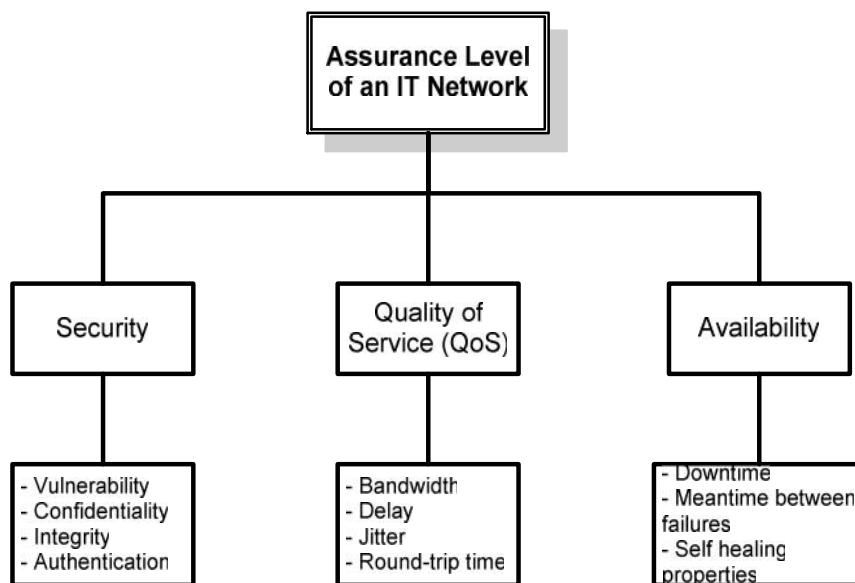 Assurance Level
of an IT Network
Security
Quality of
Service (QoS)
Availability
- Vulnerability
- Confidentiality
- Integrity
- Authentication
- Bandwidth
- Delay
- Jitter
- Round-trip time
- Downtime
- Meantime between
failures
- Self healing
properties